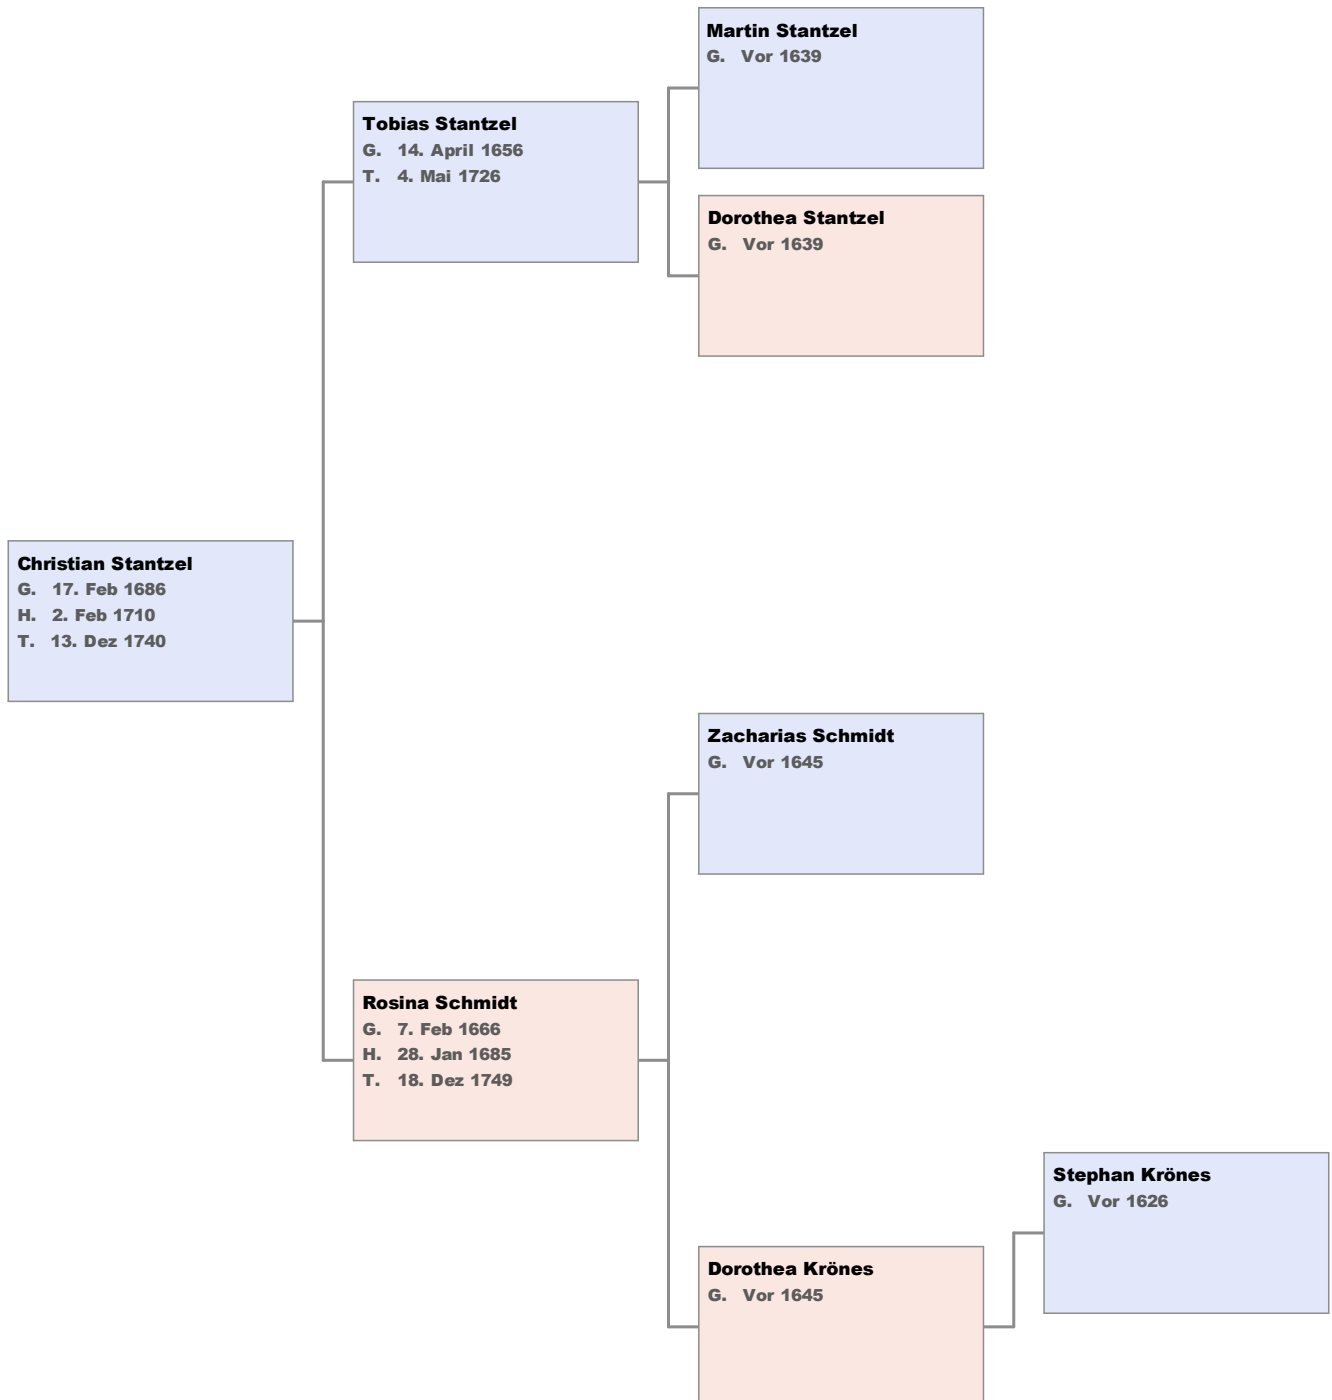 Martin Stantzel
G. Vor 1639
Tobias Stantzel
G. 14. April 1656
T. 4. Mai 1726
Dorothea Stantzel
G. Vor 1639
Christian Stantzel
G. 17. Feb 1686
H. 2. Feb 1710
T. 13. Dez 1740
Zacharias Schmidt
G. Vor 1645
Rosina Schmidt
G. 7. Feb 1666
H. 28. Jan 1685
T. 18. Dez 1749
Stephan Krönes
G. Vor 1626
Dorothea Krönes
G. Vor 1645